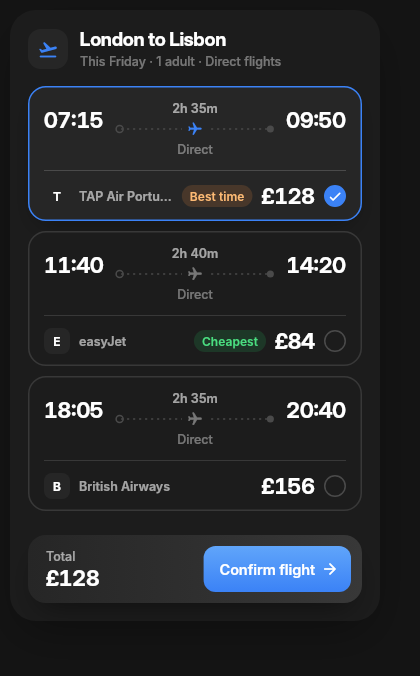 London to Lisbon
This Friday · 1 adult · Direct flights
2h 35m
07:15 09:50
Direct
T TAP Air Portu... Best time £128
2h 40m
11:40 14:20
Direct
E easyJet Cheapest £84
2h 35m
18:05 20:40
Direct
B British Airways £156
Total
£128
Confirm flight →